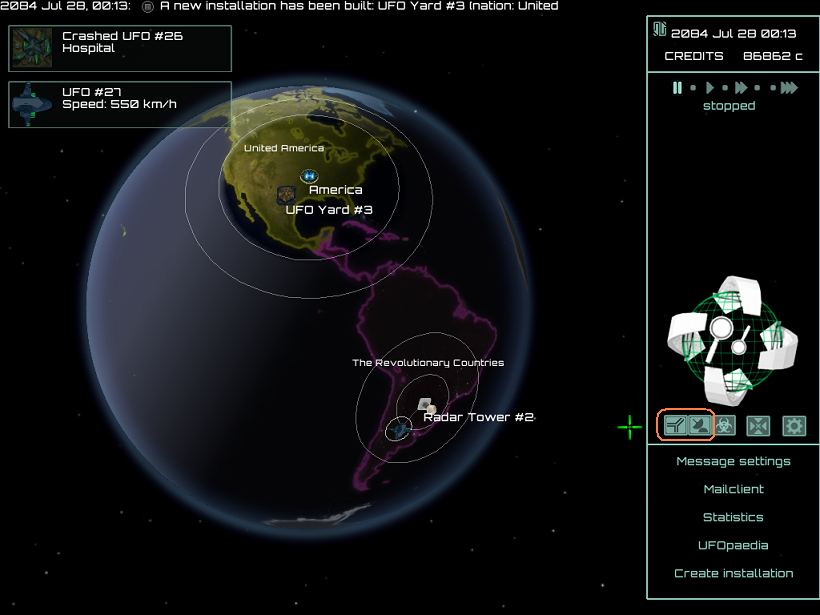 2084 Jul 28, 00:13: A new installation has been built: UFO Yard #3 (nation: United
Crashed UFO #26
Hospital
UFO #27
Speed: 550 km/h
2084 Jul 28 00:13
CREDITS 86862 c
stopped
United America
America
UFO Yard #3
The Revolutionary Countries
Radar Tower #2
Message settings
Mailclient
Statistics
UFOpaedia
Create installation